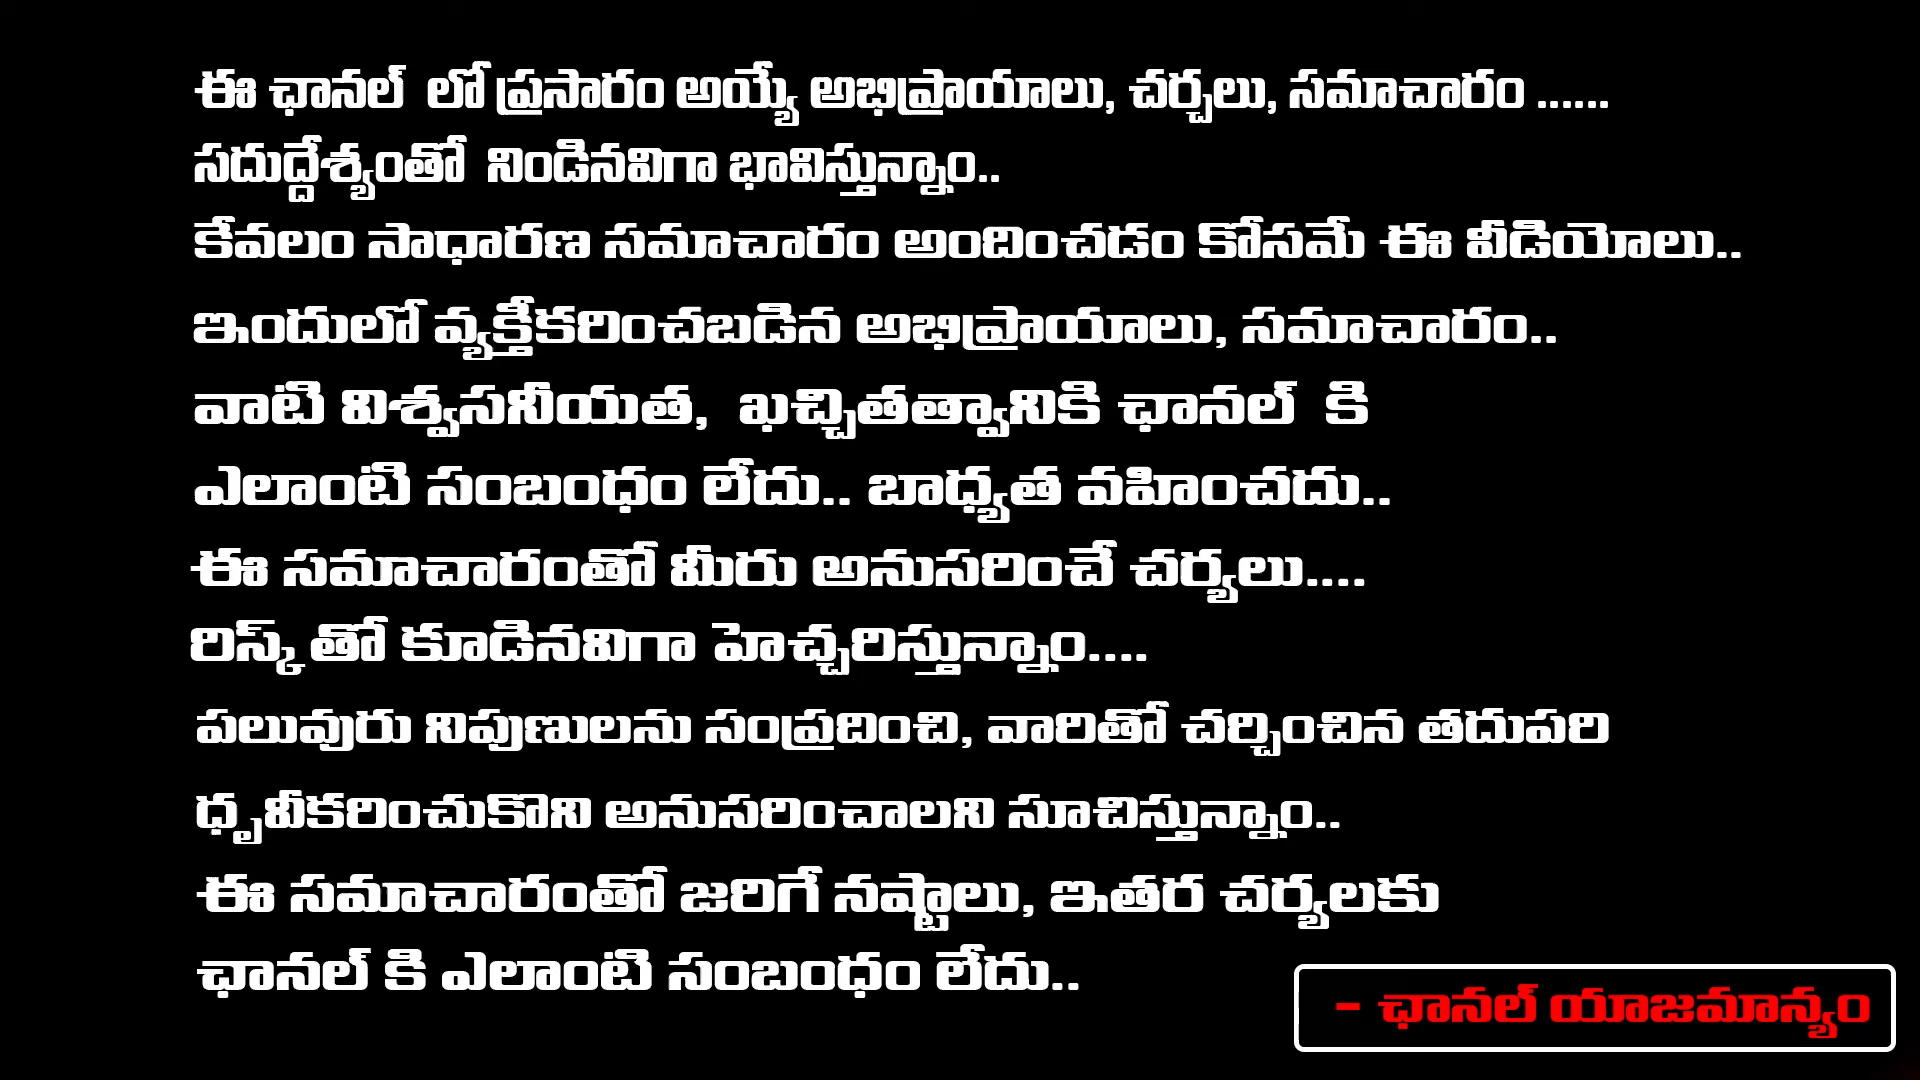 ఈ ఛానల్ లో ప్రసారం అయ్యే అభిప్రాయాలు, చర్చలు, సమాచారం ......
సదుద్దేశ్యంతో నిండినవిగా భావిస్తున్నాం..
కేవలం సాధారణ సమాచారం అందించడం కోసమే ఈ వీడియోలు..
ఇందులో వ్యక్తీకరించబడిన అభిప్రాయాలు, సమాచారం..
వాటి విశ్వసనీయత, ఖచ్చితత్వానికి ఛానల్ కి
ఎలాంటి సంబంధం లేదు.. బాధ్యత వహించదు..
ఈ సమాచారంతో మీరు అనుసరించే చర్యలు....
రిస్క్ తో కూడినవిగా హెచ్చరిస్తున్నాం....
పలువురు నిపుణులను సంప్రదించి, వారితో చర్చించిన తదుపరి
ధృవీకరించుకొని అనుసరించాలని సూచిస్తున్నాం..
ఈ సమాచారంతో జరిగే నష్టాలు, ఇతర చర్యలకు
ఛానల్ కి ఎలాంటి సంబంధం లేదు..
- ఛానల్ యాజమాన్యం